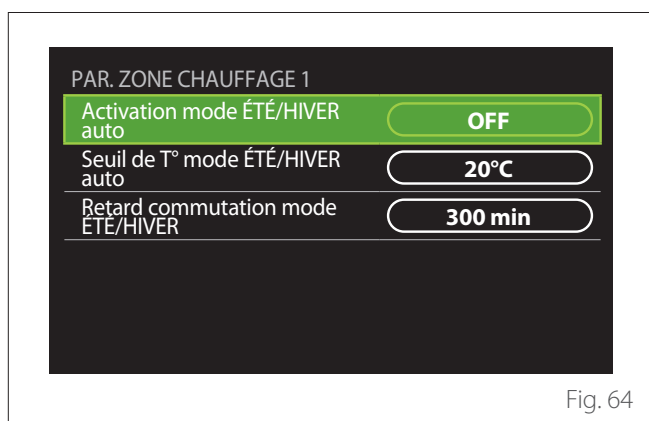 PAR. ZONE CHAUFFAGE 1
Activation mode ÉTÉ/HIVER
auto
OFF
Seuil de T° mode ÉTÉ/HIVER
auto
20°C
Retard commutation mode
ÉTÉ/HIVER
300 min
Fig. 64